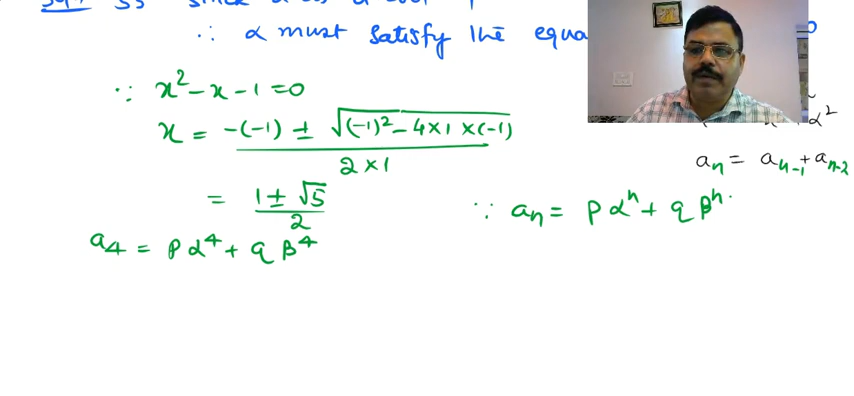 ∴ α must satisfy the equa
∵ x² - x - 1 = 0
x = -(-1) ± √(-1)² - 4×1×(-1)
2×1
= 1 ± √5
2
α²
aₙ = aₙ₋₁ + aₙ₋₂
∵ aₙ = pαⁿ + qβⁿ.
a₄ = pα⁴ + qβ⁴